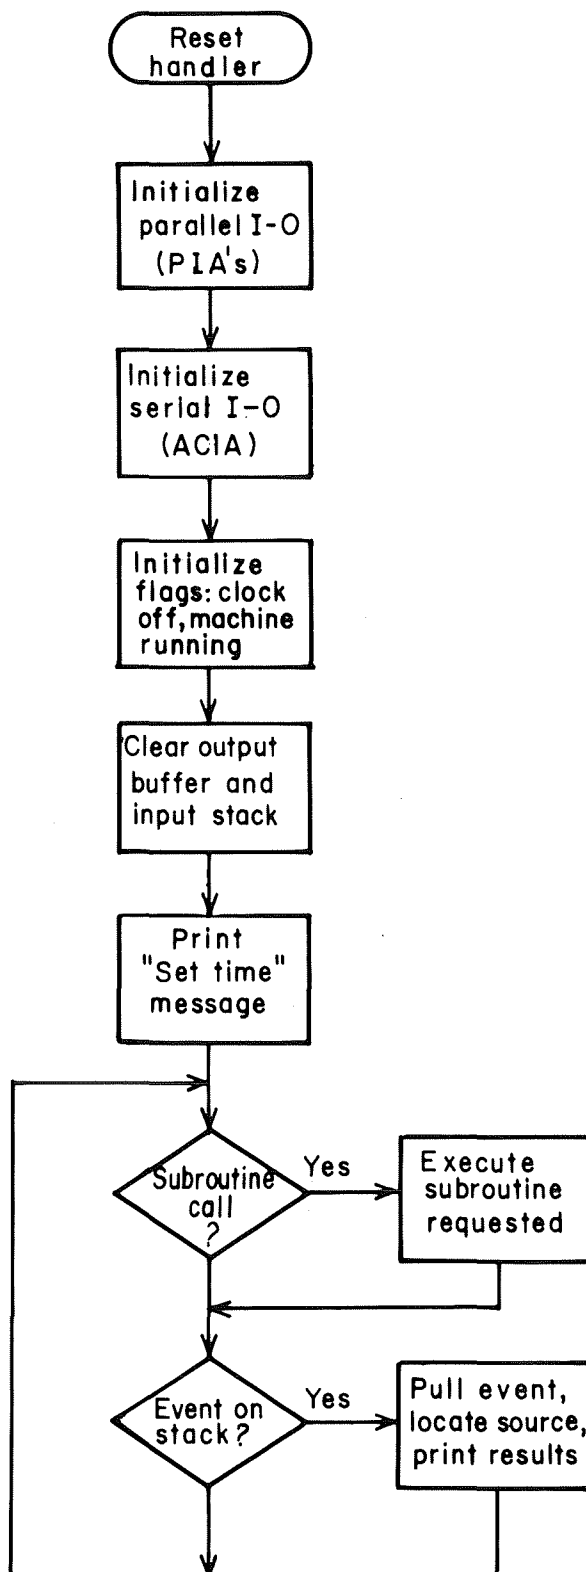 Reset
handler
Initialize
parallel I-O
(PIA's)
Initialize
serial I-O
(ACIA)
Initialize
flags: clock
off, machine
running
Clear output
buffer and
input stack
Print
"Set time"
message
Subroutine
call
?
Yes
Execute
subroutine
requested
Event on
stack?
Yes
Pull event,
locate source,
print results